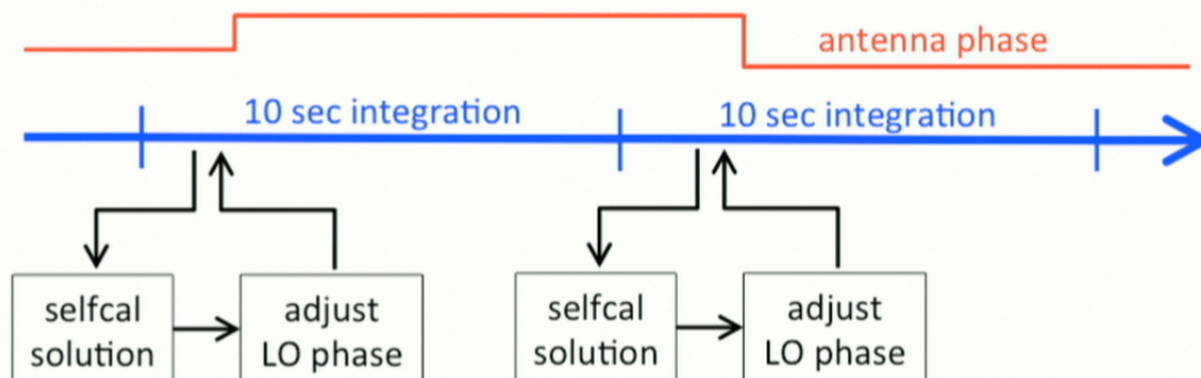 antenna phase
10 sec integration
10 sec integration
selfcal
solution
adjust
LO phase
selfcal
solution
adjust
LO phase